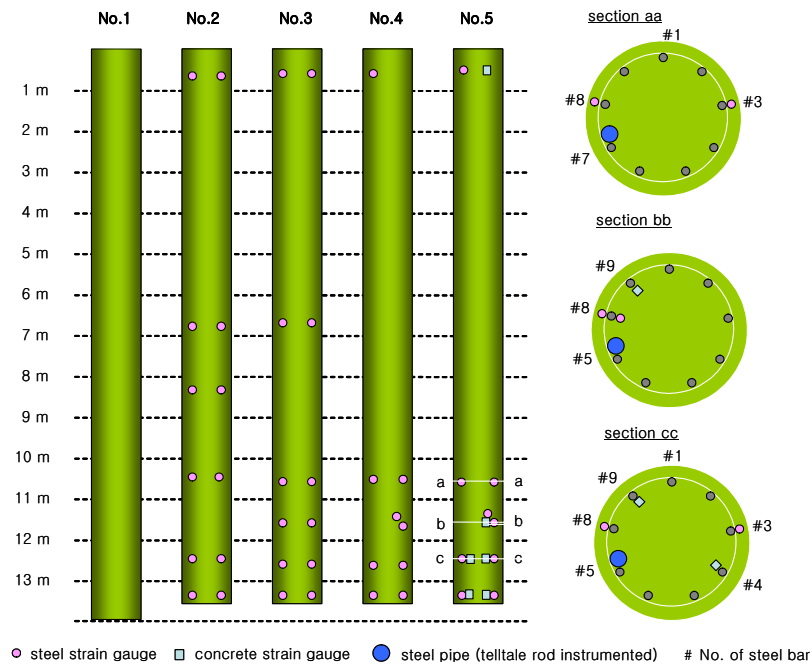 No.1 No.2 No.3 No.4 No.5
section aa
#1
#8
#3
#7
1 m
2 m
3 m
4 m
5 m
6 m
7 m
8 m
9 m
10 m
11 m
12 m
13 m
a a
b b
c c
section bb
#9
#8
#5
section cc
#1
#9
#8
#3
#5
#4
steel strain gauge concrete strain gauge steel pipe (telltale rod instrumented) # No. of steel bar